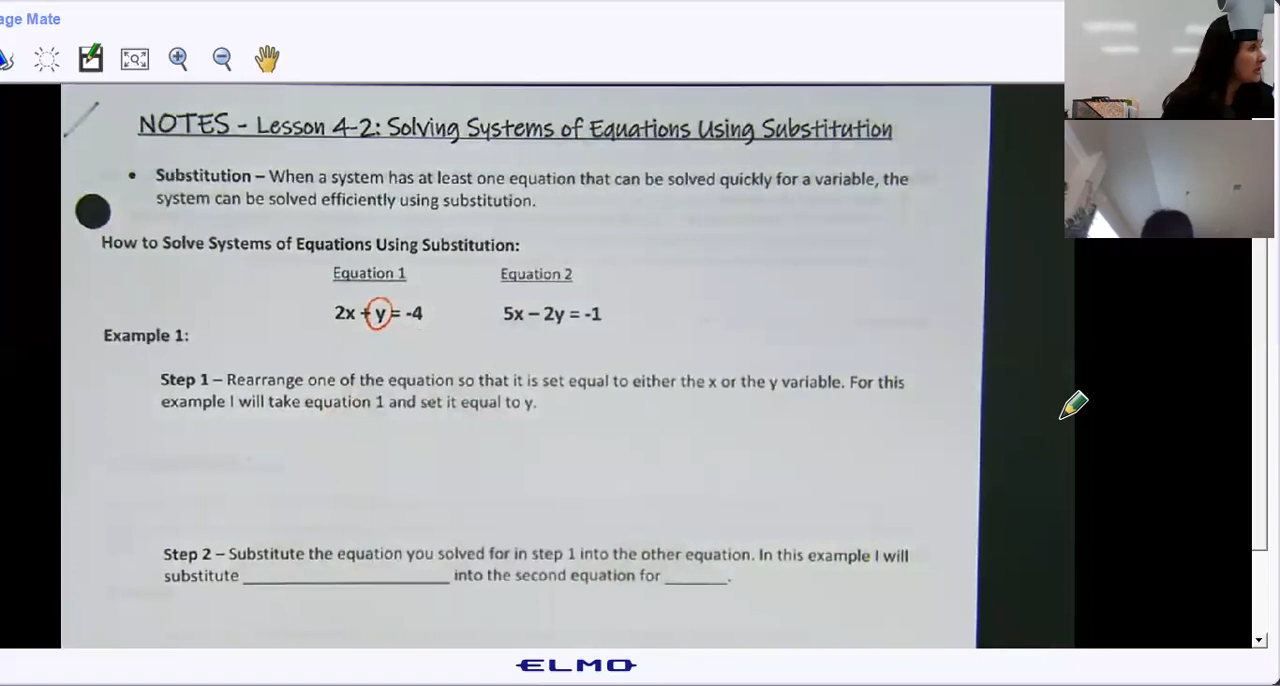 age Mate
NOTES - Lesson 4-2: Solving Systems of Equations Using Substitution
• Substitution – When a system has at least one equation that can be solved quickly for a variable, the
system can be solved efficiently using substitution.
How to Solve Systems of Equations Using Substitution:
Equation 1 Equation 2
2x + y = -4 5x – 2y = -1
Example 1:
Step 1 – Rearrange one of the equation so that it is set equal to either the x or the y variable. For this
example I will take equation 1 and set it equal to y.
Step 2 – Substitute the equation you solved for in step 1 into the other equation. In this example I will
substitute ____________________ into the second equation for ______.
ELMO